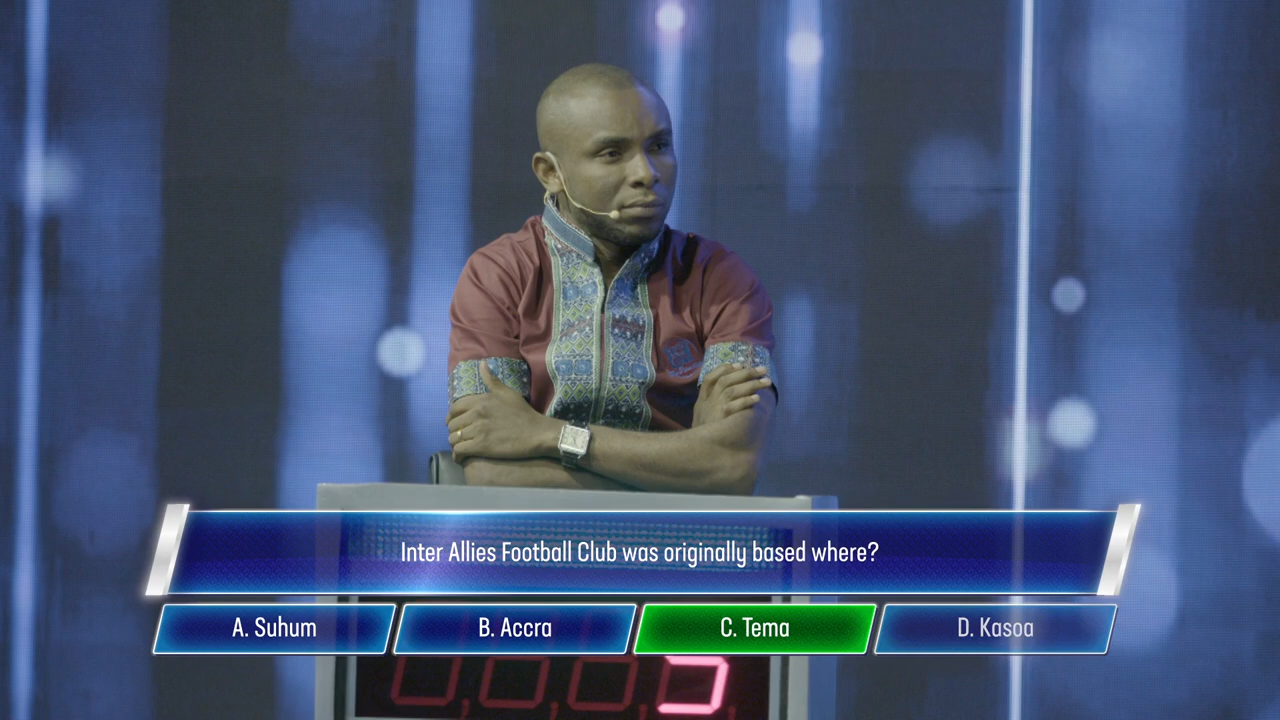 Inter Allies Football Club was originally based where?
A. Suhum
B. Accra
C. Tema
D. Kasoa